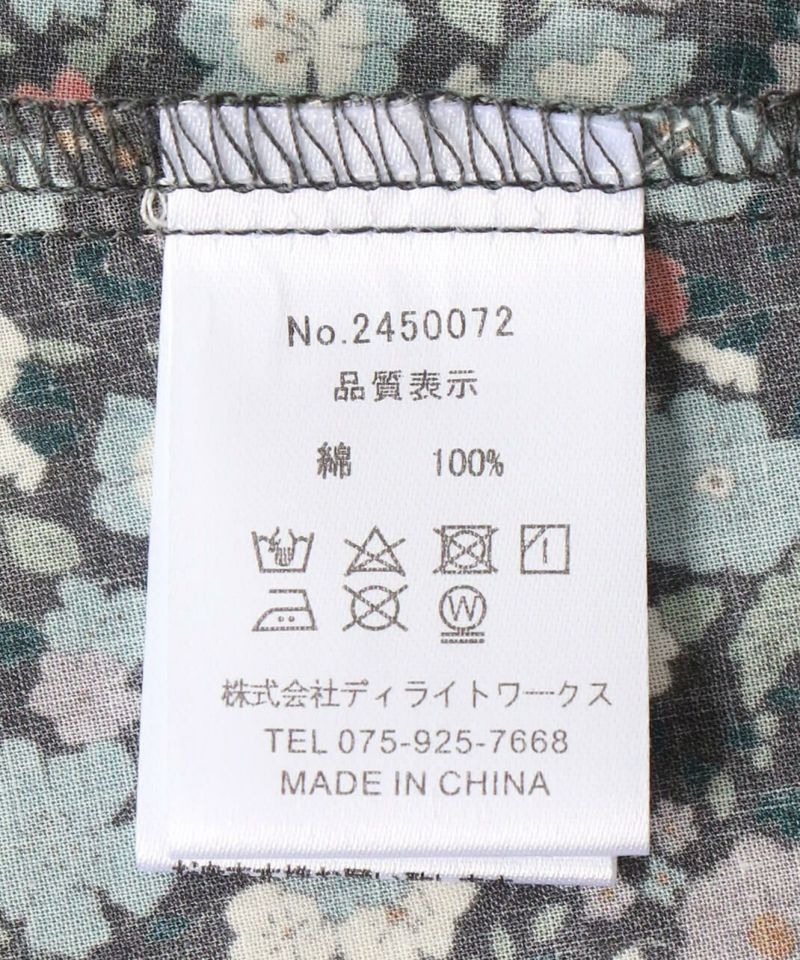 No.2450072
品質表示
綿 100%
W
株式会社ディライトワークス
TEL 075-925-7668
MADE IN CHINA